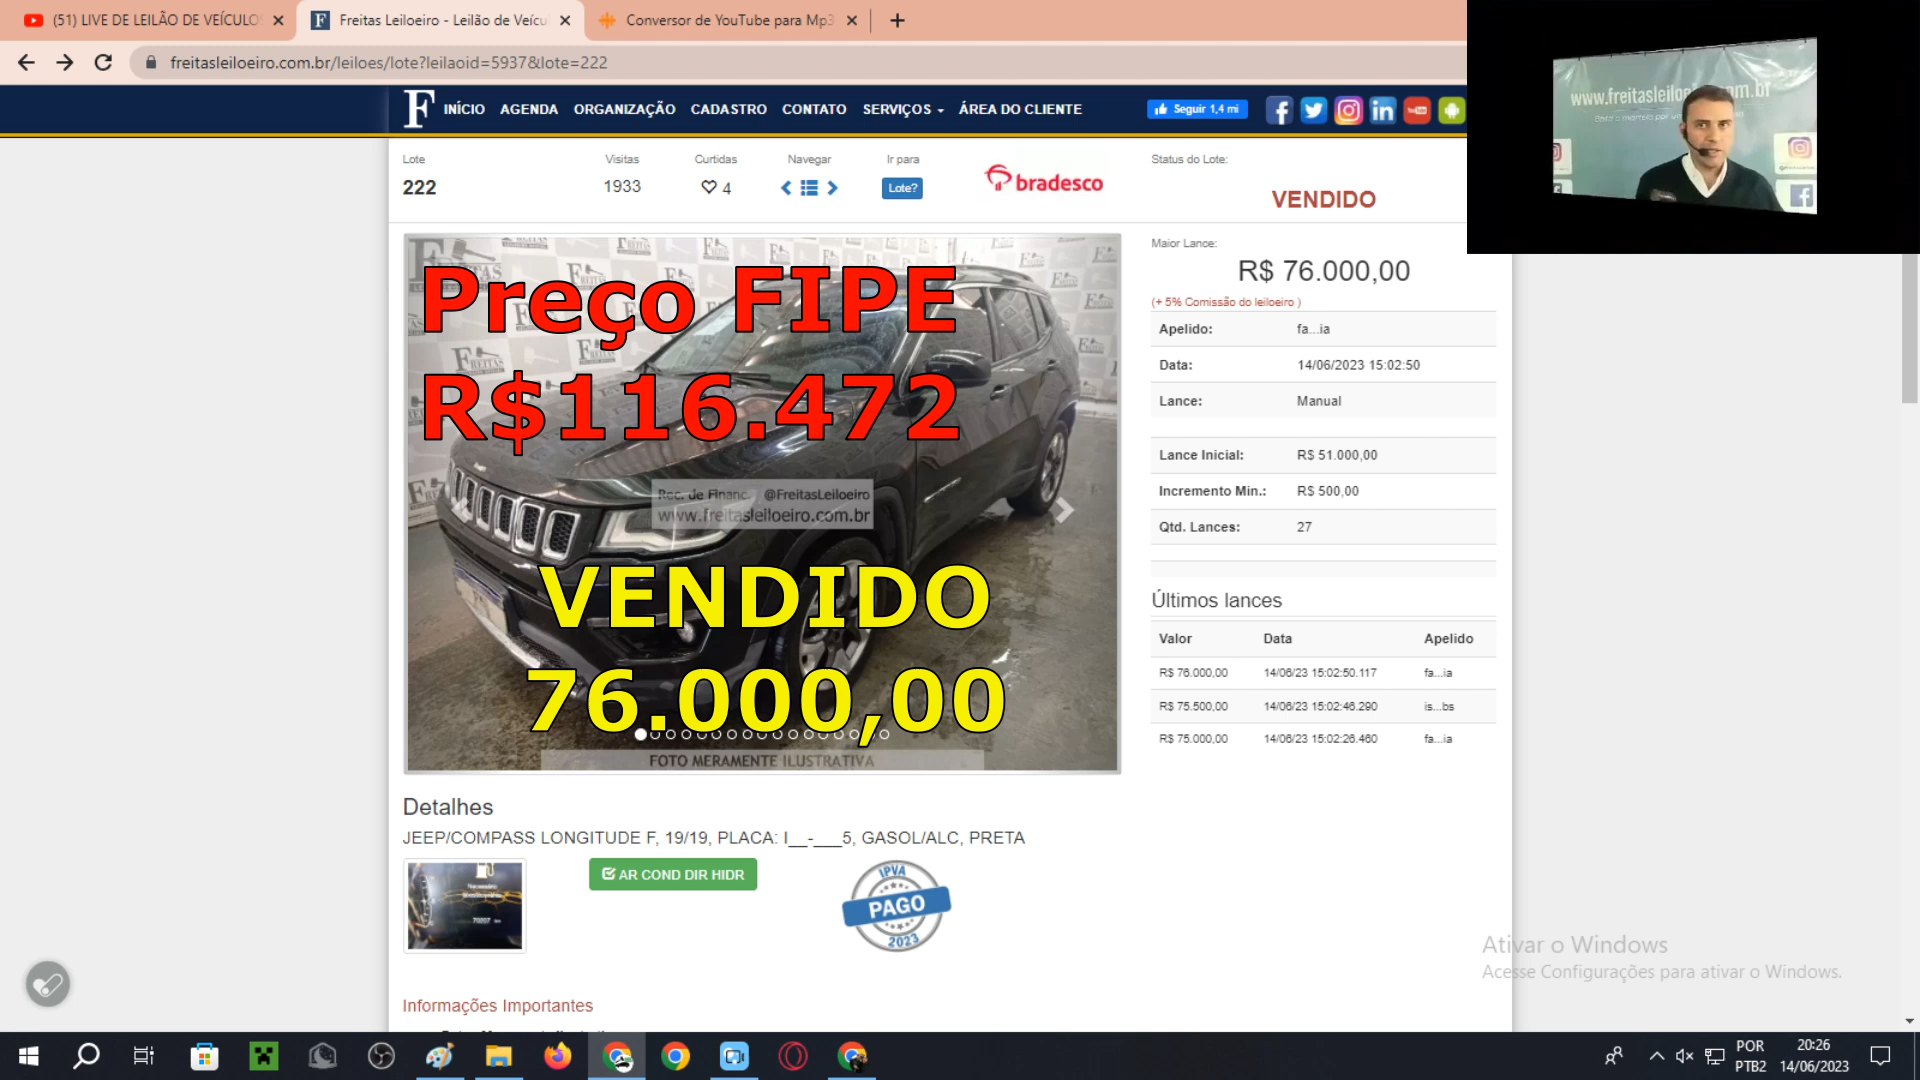 (51) LIVE DE LEILÃO DE VEÍCULO
Freitas Leiloeiro - Leilão de Veícu
Conversor de YouTube para Mp3
freitasleiloeiro.com.br/leiloes/lote?leilaoid=5937&lote=222
F INÍCIO AGENDA ORGANIZAÇÃO CADASTRO CONTATO SERVIÇOS ÁREA DO CLIENTE
Seguir 1,4 mi
Lote
222
Visitas
1933
Curtidas
4
Navegar
Ir para
Lote?
bradesco
Status do Lote:
VENDIDO
Preço FIPE
R$116.472
Rec. de Financ. @FreitasLeiloeiro
www.freitasleiloeiro.com.br
VENDIDO
76.000,00
FOTO MERAMENTE ILUSTRATIVA
Maior Lance:
R$ 76.000,00
(+ 5% Comissão do leiloeiro )
Apelido: fa...ia
Data: 14/06/2023 15:02:50
Lance: Manual
Lance Inicial: R$ 51.000,00
Incremento Min.: R$ 500,00
Qtd. Lances: 27
Últimos lances
Valor Data Apelido
R$ 76.000,00 14/06/23 15:02:50.117 fa...ia
R$ 75.500,00 14/06/23 15:02:46.290 is...bs
R$ 75.000,00 14/06/23 15:02:26.460 fa...ia
Detalhes
JEEP/COMPASS LONGITUDE F, 19/19, PLACA: I__-___5, GASOL/ALC, PRETA
AR COND DIR HIDR
IPVA
PAGO
2023
Informações Importantes
Ativar o Windows
Acesse Configurações para ativar o Windows.
POR
PTB2
20:26
14/06/2023